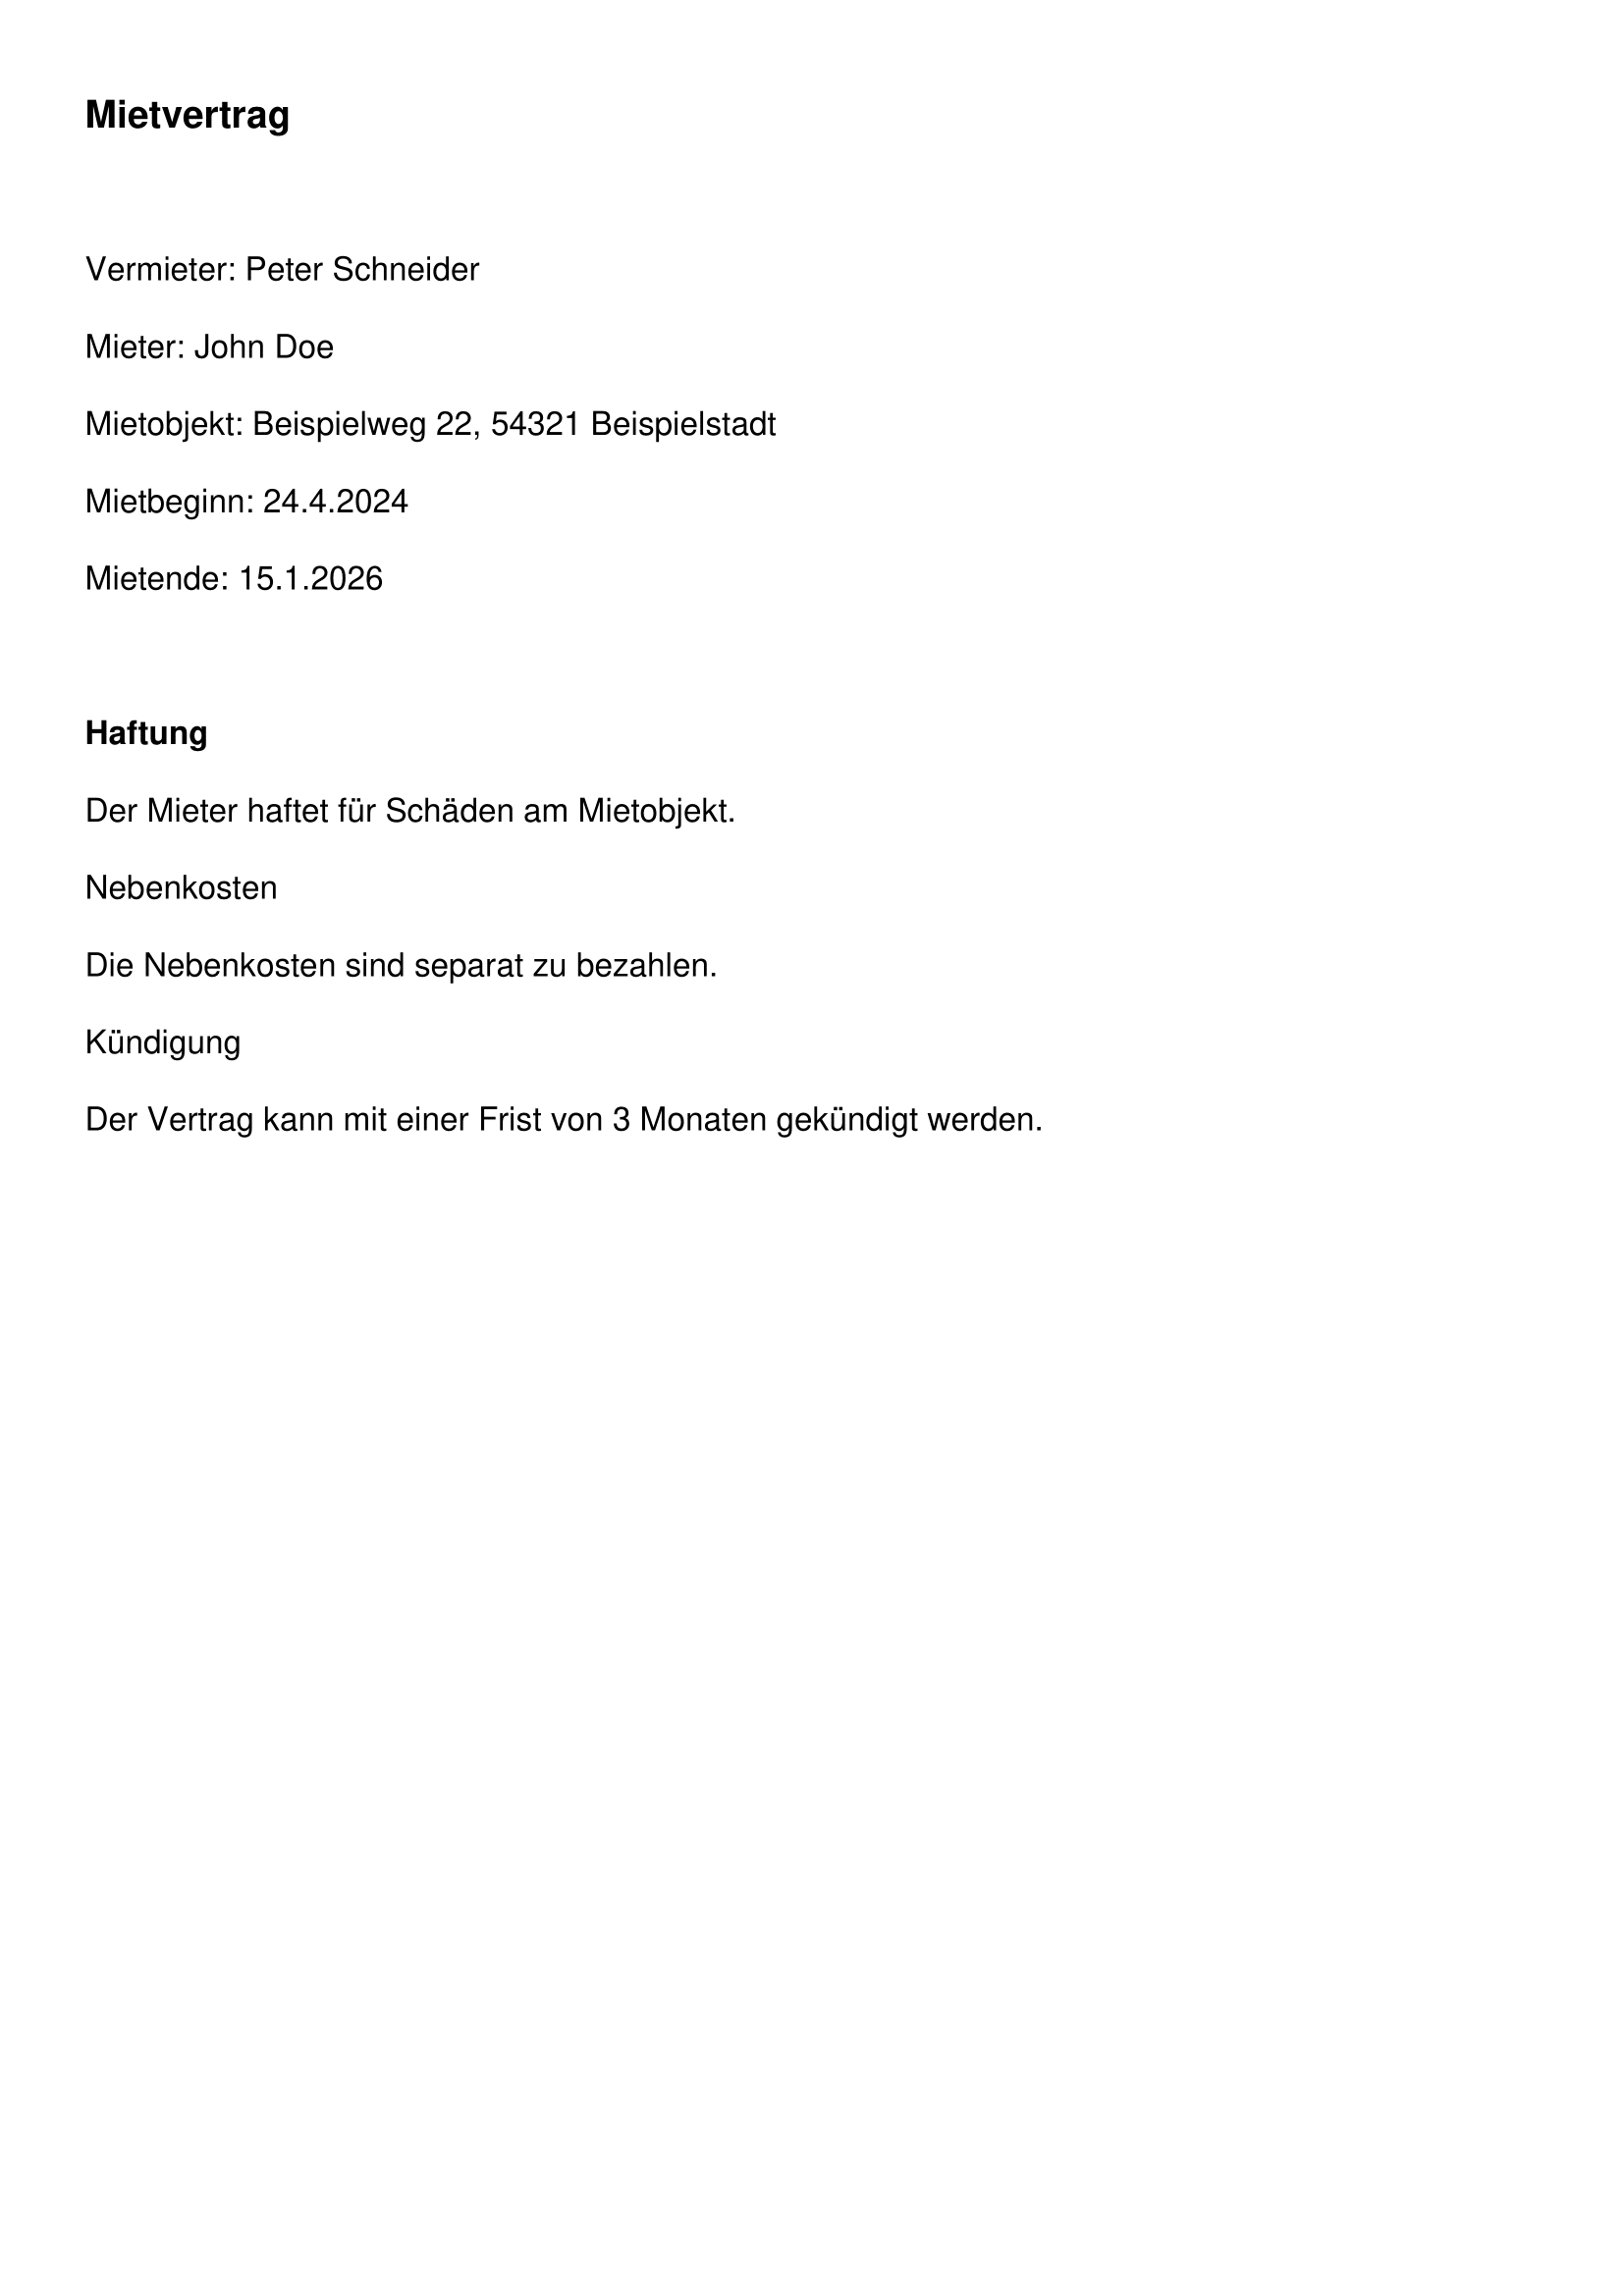 Mietvertrag
Vermieter: Peter Schneider
Mieter: John Doe
Mietobjekt: Beispielweg 22, 54321 Beispielstadt
Mietbeginn: 24.4.2024
Mietende: 15.1.2026
Haftung
Der Mieter haftet für Schäden am Mietobjekt.
Nebenkosten
Die Nebenkosten sind separat zu bezahlen.
Kündigung
Der Vertrag kann mit einer Frist von 3 Monaten gekündigt werden.